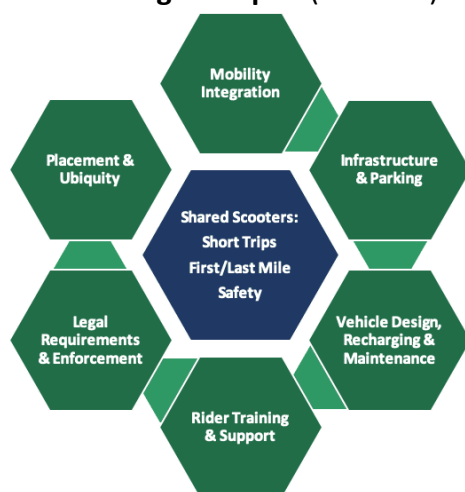 Mobility
Integration
Placement &
Ubiquity
Infrastructure
& Parking
Shared Scooters:
Short Trips
First/Last Mile
Safety
Legal
Requirements
& Enforcement
Vehicle Design,
Recharging &
Maintenance
Rider Training
& Support